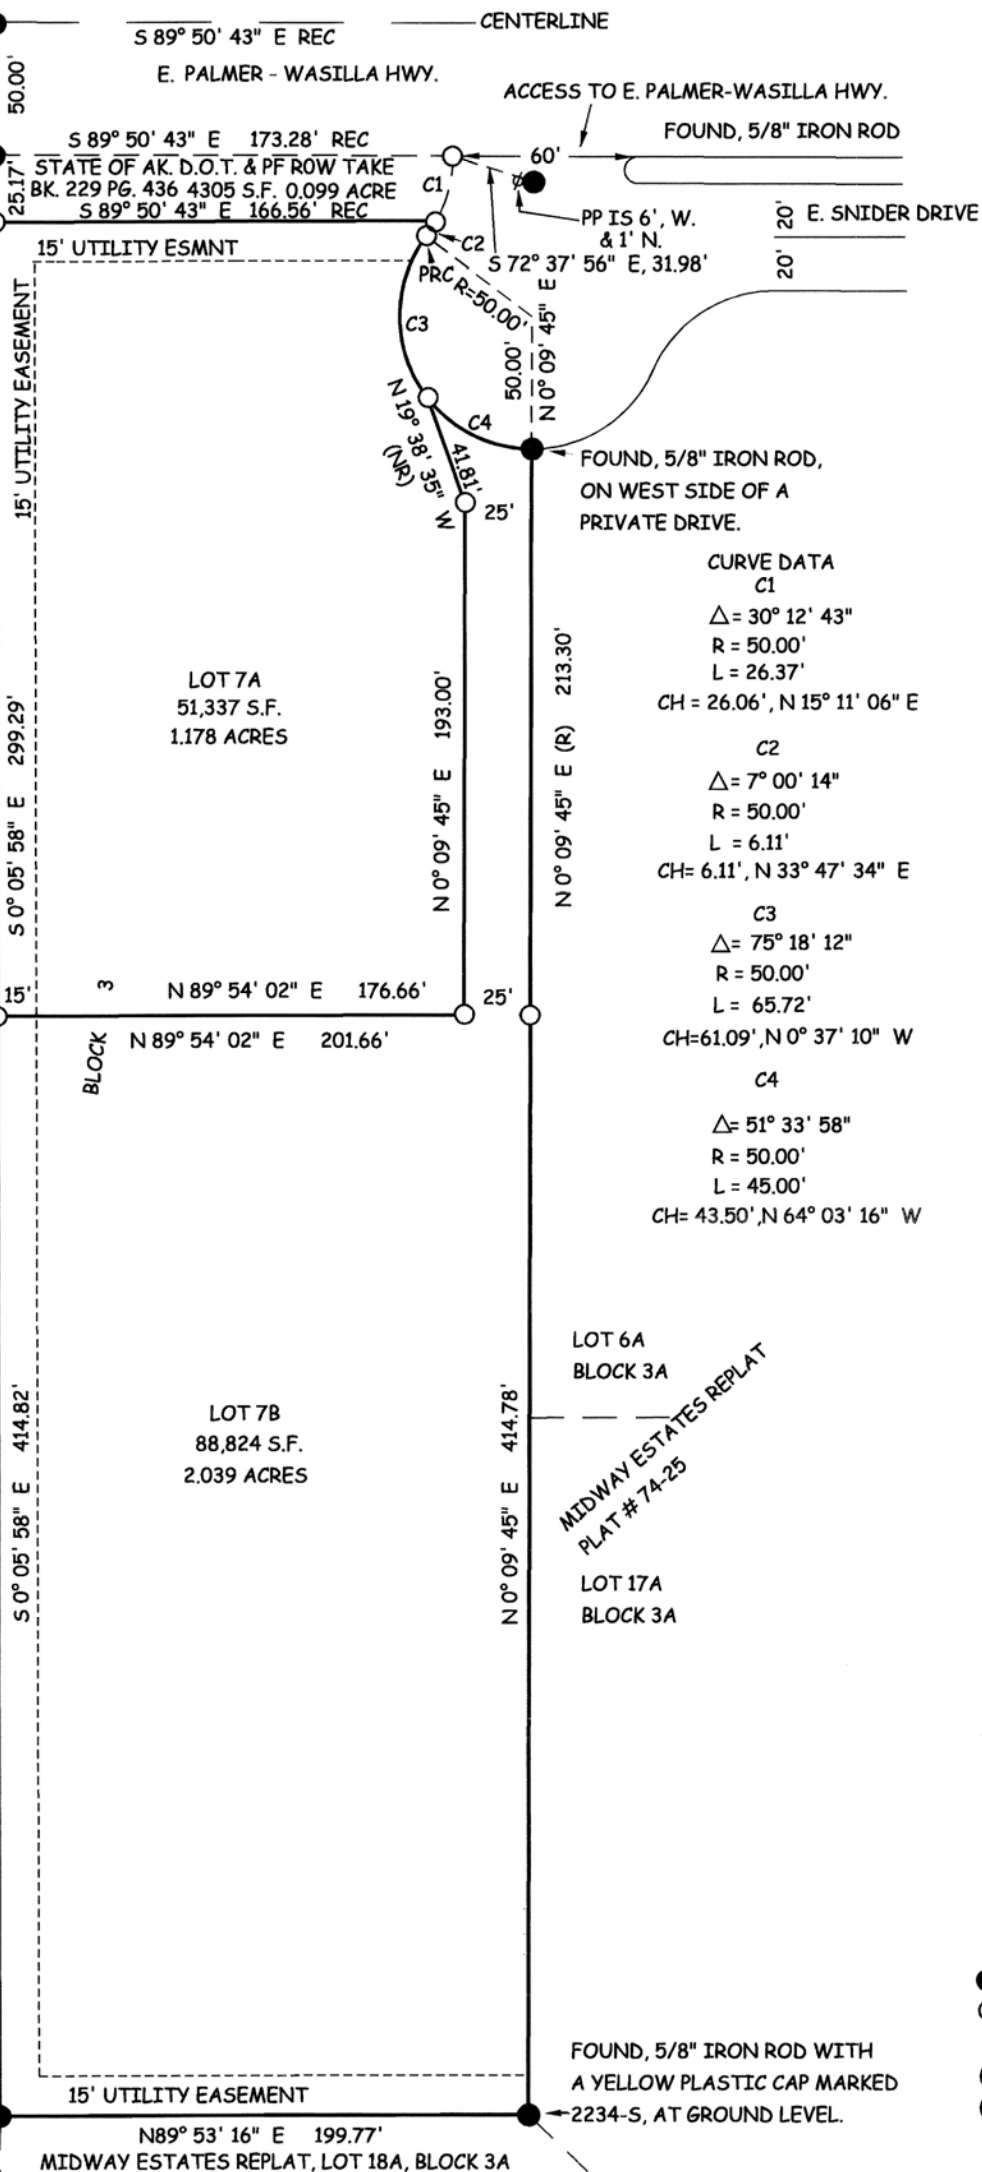 CENTERLINE
S 89° 50' 43" E REC
50.00'
E. PALMER - WASILLA HWY.
ACCESS TO E. PALMER-WASILLA HWY.
FOUND, 5/8" IRON ROD
S 89° 50' 43" E 173.28' REC
60'
STATE OF AK. D.O.T. & PF ROW TAKE
BK. 229 PG. 436 4305 S.F. 0.099 ACRE
25.17'
C1
S 89° 50' 43" E 166.56' REC
PP IS 6', W.
& 1' N.
20'
E. SNIDER DRIVE
20'
15' UTILITY ESMNT
C2
S 72° 37' 56" E, 31.98'
PRC
R=50.00'
15' UTILITY EASEMENT
C3
50.00'
N 0° 09' 45" E
C4
N 19° 38' 35" W
(NR)
41.81'
FOUND, 5/8" IRON ROD,
ON WEST SIDE OF A
PRIVATE DRIVE.
25'
CURVE DATA
C1
△= 30° 12' 43"
R = 50.00'
L = 26.37'
CH = 26.06', N 15° 11' 06" E
C2
△= 7° 00' 14"
R = 50.00'
L = 6.11'
CH= 6.11', N 33° 47' 34" E
C3
△= 75° 18' 12"
R = 50.00'
L = 65.72'
CH=61.09',N 0° 37' 10" W
C4
△= 51° 33' 58"
R = 50.00'
L = 45.00'
CH= 43.50',N 64° 03' 16" W
LOT 7A
51,337 S.F.
1.178 ACRES
S 0° 05' 58" E 299.29'
N 0° 09' 45" E 193.00'
N 0° 09' 45" E (R) 213.30'
15'
BLOCK 3
N 89° 54' 02" E 176.66'
25'
N 89° 54' 02" E 201.66'
LOT 6A
BLOCK 3A
MIDWAY ESTATES REPLAT
PLAT # 74-25
LOT 7B
88,824 S.F.
2.039 ACRES
S 0° 05' 58" E 414.82'
N 0° 09' 45" E 414.78'
LOT 17A
BLOCK 3A
FOUND, 5/8" IRON ROD WITH
A YELLOW PLASTIC CAP MARKED
2234-S, AT GROUND LEVEL.
15' UTILITY EASEMENT
N89° 53' 16" E 199.77'
MIDWAY ESTATES REPLAT, LOT 18A, BLOCK 3A